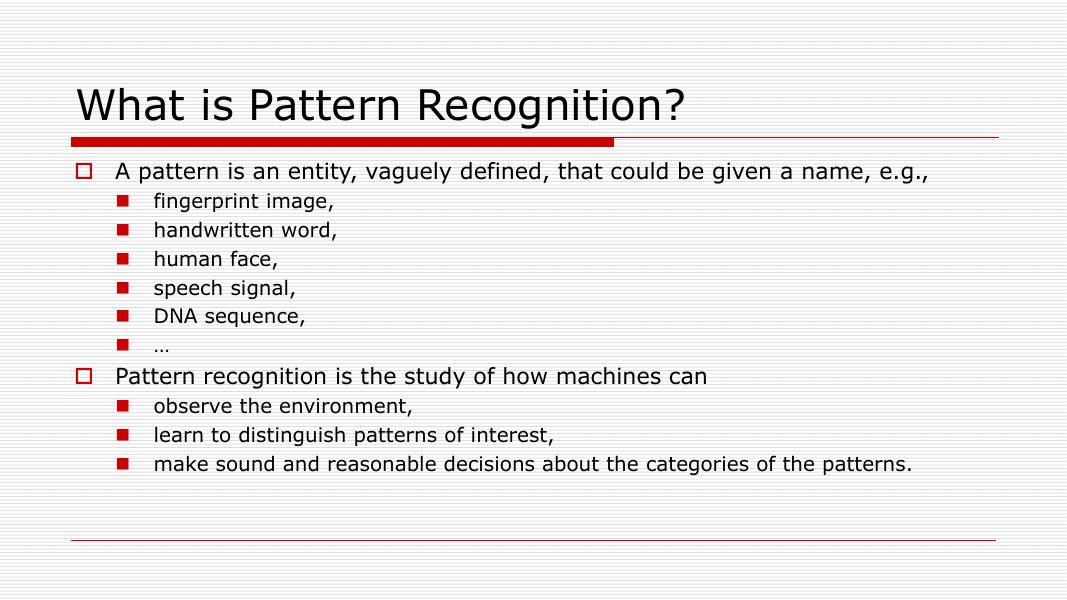 What is Pattern Recognition?
A pattern is an entity, vaguely defined, that could be given a name, e.g.,
fingerprint image,
handwritten word,
human face,
speech signal,
DNA sequence,
…
Pattern recognition is the study of how machines can
observe the environment,
learn to distinguish patterns of interest,
make sound and reasonable decisions about the categories of the patterns.